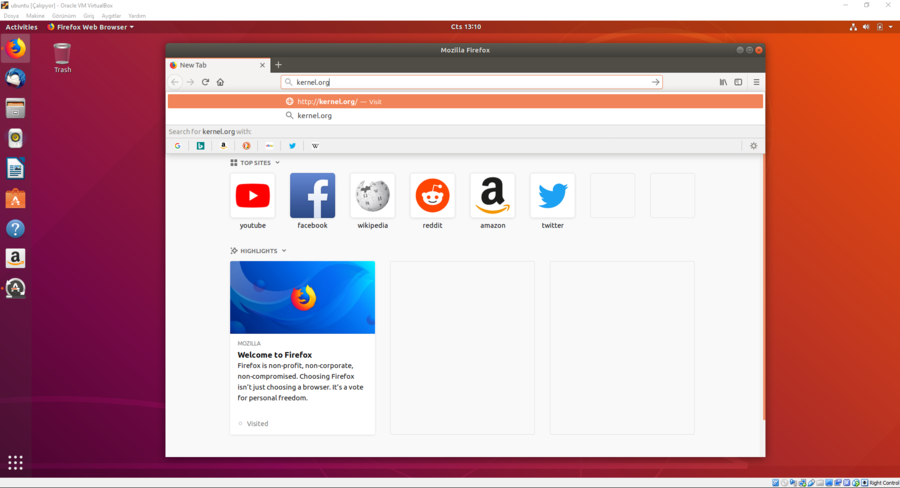 ubuntu [Çalışıyor] - Oracle VM VirtualBox
Dosya Makine Görünüm Giriş Aygıtlar Yardım
Activities Firefox Web Browser Cts 13:10
Trash
Mozilla Firefox
New Tab
kernel.org
http://kernel.org/ — Visit
kernel.org
Search for kernel.org with:
TOP SITES
youtube facebook wikipedia reddit amazon twitter
HIGHLIGHTS
MOZILLA
Welcome to Firefox
Firefox is non-profit, non-corporate,
non-compromised. Choosing Firefox
isn't just choosing a browser. It's a vote
for personal freedom.
Visited
Right Control